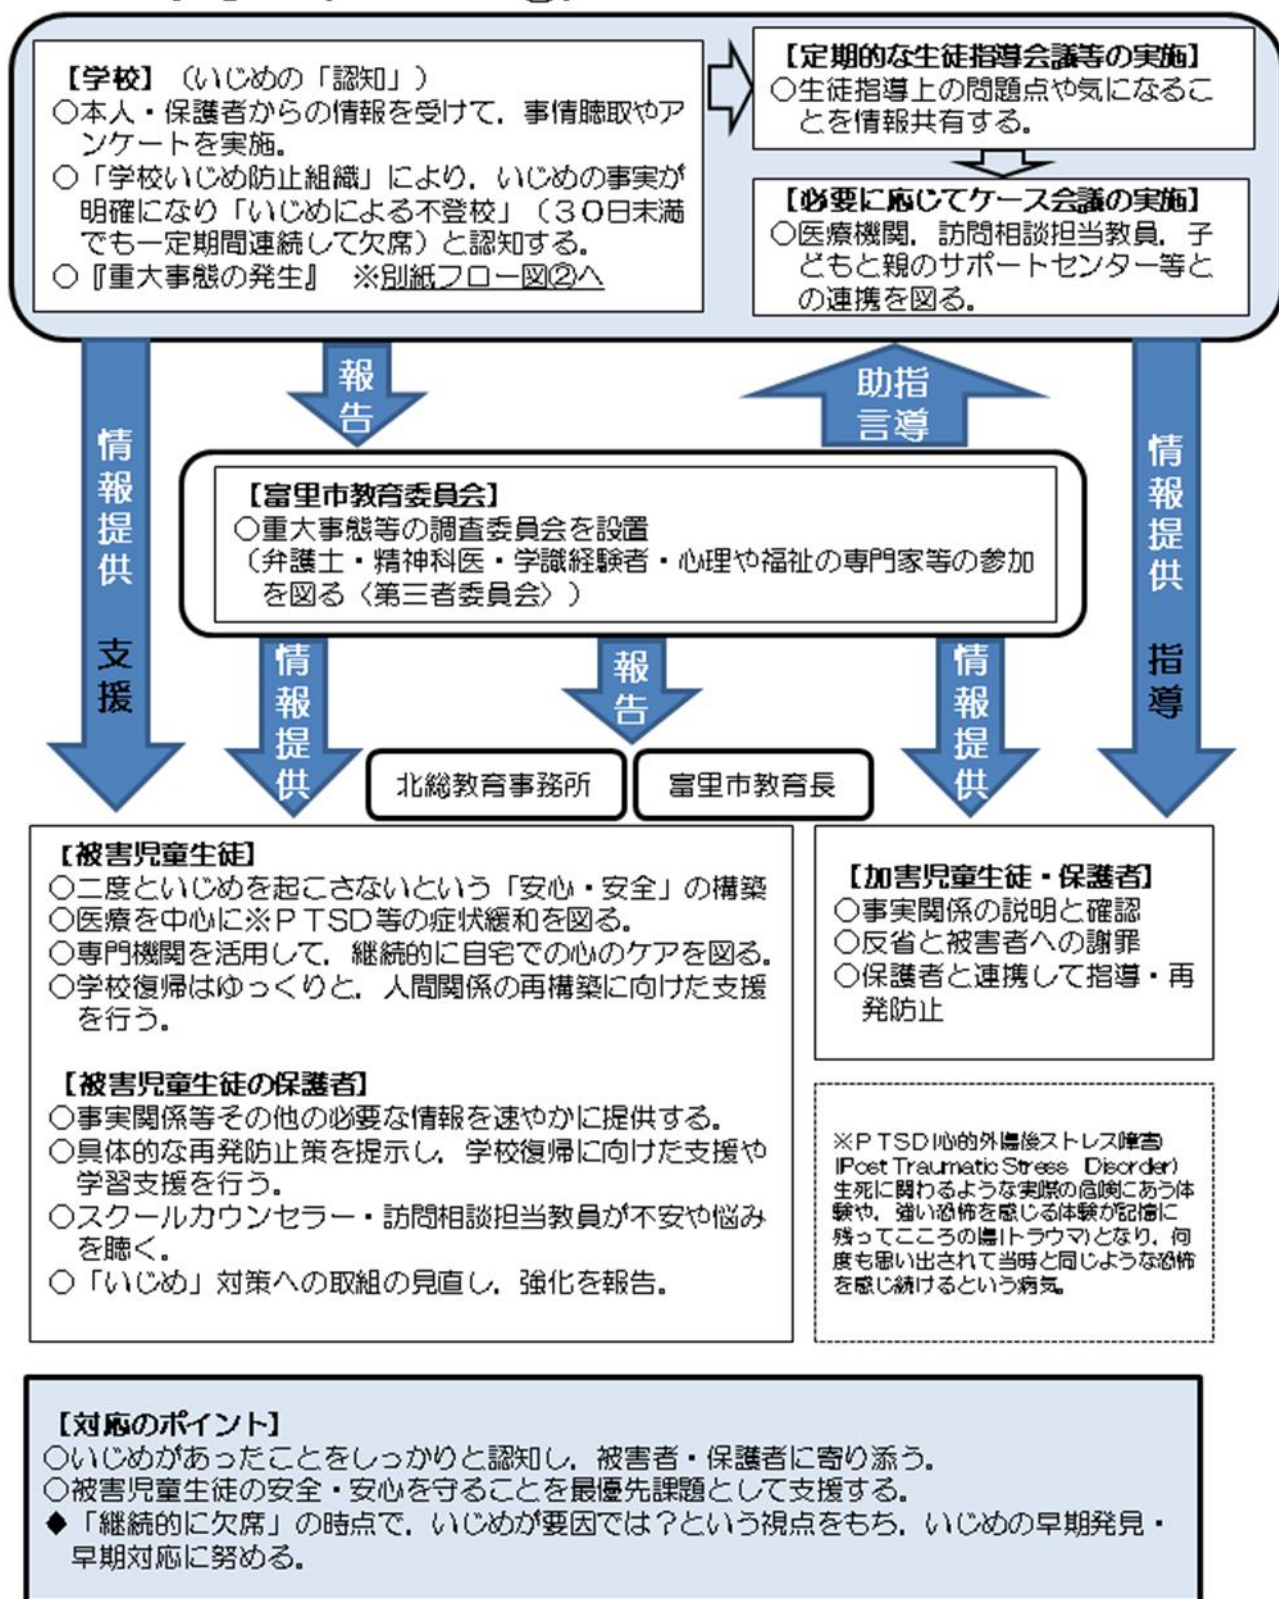 【学校】（いじめの「認知」）
○本人・保護者からの情報を受けて，事情聴取やア
ンケートを実施。
○「学校いじめ防止組織」により，いじめの事実が
明確になり「いじめによる不登校」（３０日未満
でも一定期間連続して欠席）と認知する。
○『重大事態の発生』　※別紙フロー図②へ
【定期的な生徒指導会議等の実施】
○生徒指導上の問題点や気になるこ
とを情報共有する。
【必要に応じてケース会議の実施】
○医療機関，訪問相談担当教員，子
どもと親のサポートセンター等と
の連携を図る。
情報提供　支援
報告
助言
指導
情報提供　指導
【富里市教育委員会】
○重大事態等の調査委員会を設置
（弁護士・精神科医・学識経験者・心理や福祉の専門家等の参加
を図る〈第三者委員会〉）
情報提供
報告
情報提供
北総教育事務所
富里市教育長
【被害児童生徒】
○二度といじめを起こさないという「安心・安全」の構築
○医療を中心に※ＰＴＳＤ等の症状緩和を図る。
○専門機関を活用して，継続的に自宅での心のケアを図る。
○学校復帰はゆっくりと，人間関係の再構築に向けた支援
を行う。
【被害児童生徒の保護者】
○事実関係等その他の必要な情報を速やかに提供する。
○具体的な再発防止策を提示し，学校復帰に向けた支援や
学習支援を行う。
○スクールカウンセラー・訪問相談担当教員が不安や悩み
を聴く。
○「いじめ」対策への取組の見直し，強化を報告。
【加害児童生徒・保護者】
○事実関係の説明と確認
○反省と被害者への謝罪
○保護者と連携して指導・再
発防止
※ＰＴＳＤ(心的外傷後ストレス障害)
(Post Traumatic Stress Disorder)
生死に関わるような実際の危険にあう体
験や，強い恐怖を感じる体験が記憶に
残ってこころの傷(トラウマ)となり，何
度も思い出されて当時と同じような恐怖
を感じ続けるという病気。
【対応のポイント】
○いじめがあったことをしっかりと認知し，被害者・保護者に寄り添う。
○被害児童生徒の安全・安心を守ることを最優先課題として支援する。
◆「継続的に欠席」の時点で，いじめが要因では？という視点をもち，いじめの早期発見・
早期対応に努める。